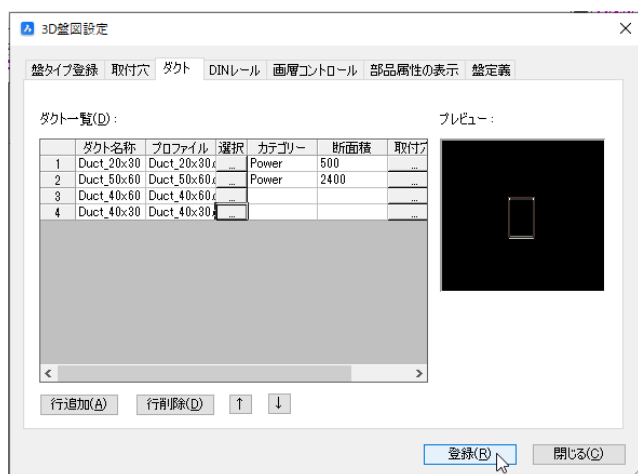 3D盤図設定
盤タイプ登録 取付穴 ダクト DINレール 画層コントロール 部品属性の表示 盤定義
ダクト一覧(D):
プレビュー:
ダクト名称 プロファイル 選択 カテゴリー 断面積 取付穴
1 Duct_20x30 Duct_20x30.c ... Power 500 ...
2 Duct_50x60 Duct_50x60.c ... Power 2400 ...
3 Duct_40x60 Duct_40x60.c ... ...
4 Duct_40x30 Duct_40x30 ... ...
行追加(A) 行削除(D) ↑ ↓
登録(R) 閉じる(C)